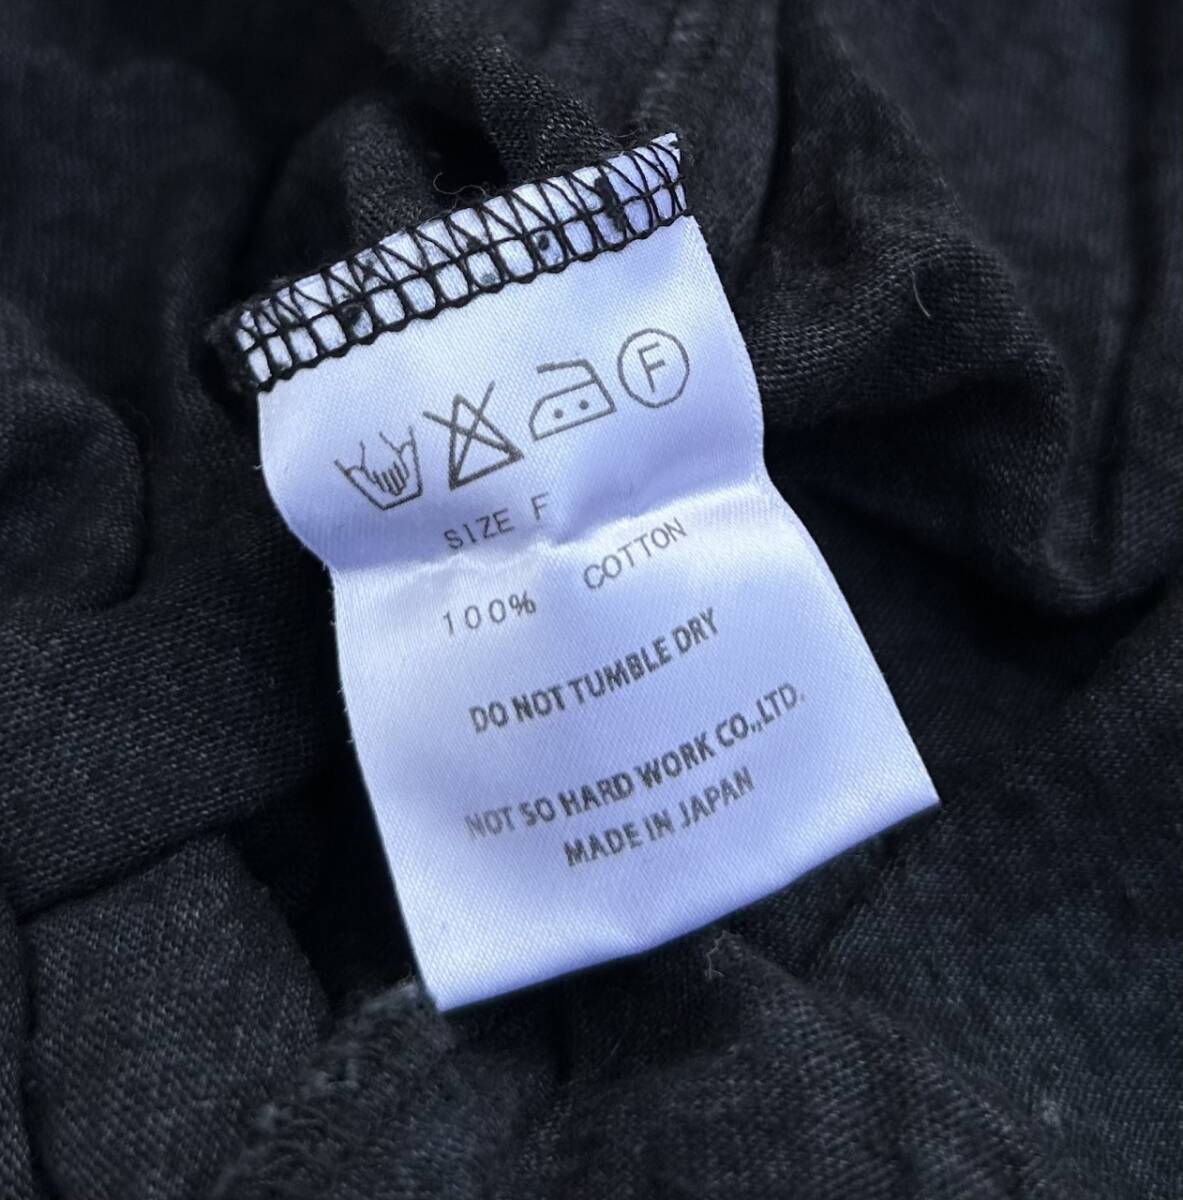 F
SIZE F
100% COTTON
DO NOT TUMBLE DRY
NOT SO HARD WORK CO.,LTD.
MADE IN JAPAN